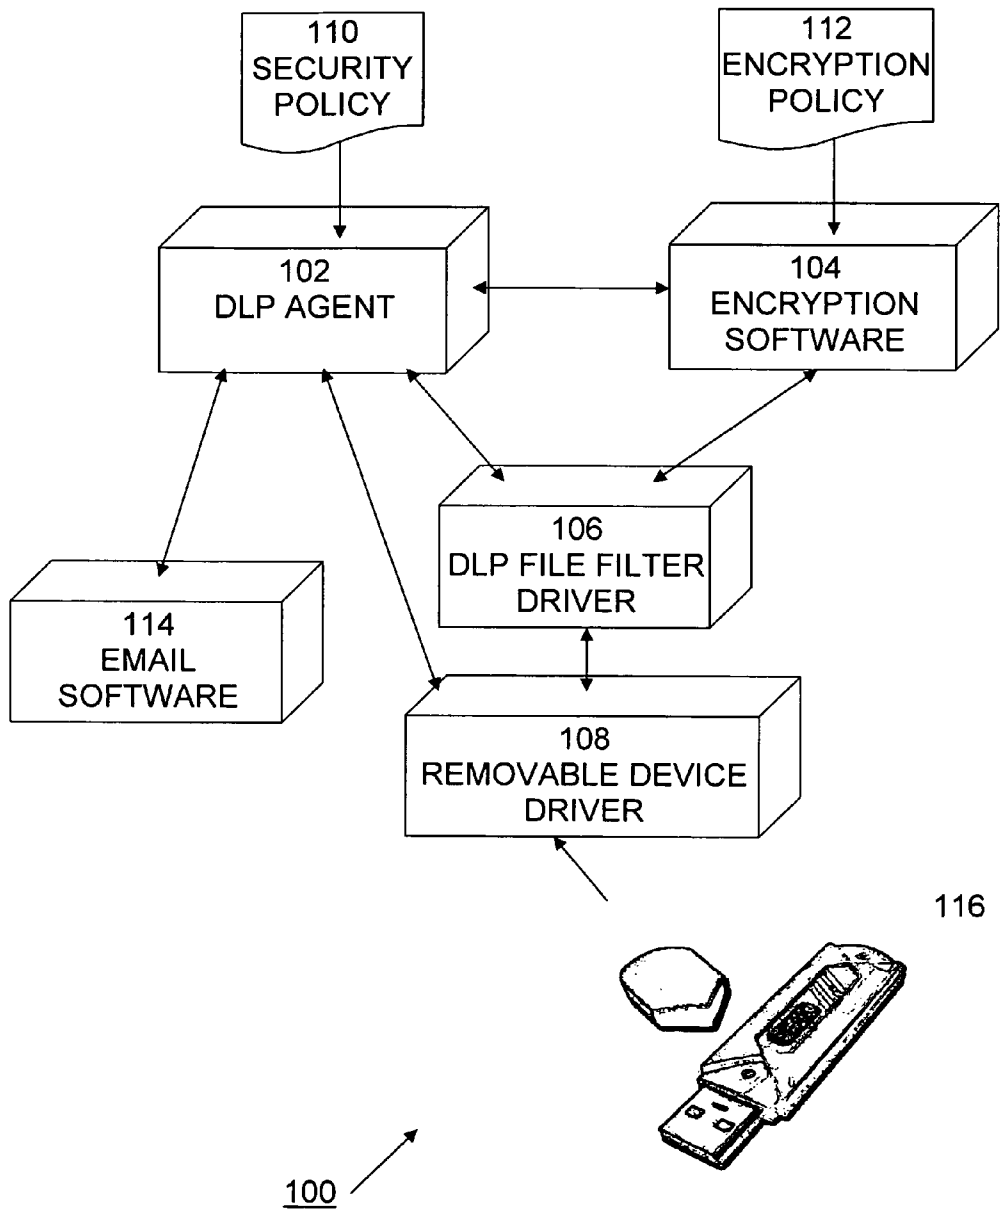 110
SECURITY
POLICY
112
ENCRYPTION
POLICY
102
DLP AGENT
104
ENCRYPTION
SOFTWARE
106
DLP FILE FILTER
DRIVER
114
EMAIL
SOFTWARE
108
REMOVABLE DEVICE
DRIVER
116
100